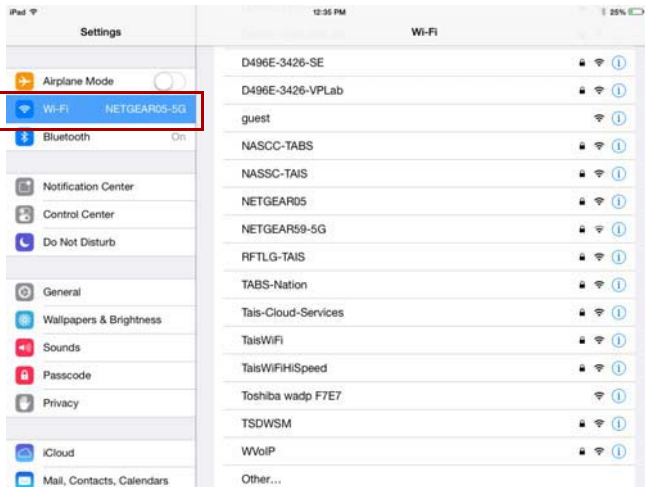 iPad 12:35 PM 25%
Settings
Wi-Fi
Airplane Mode
Wi-Fi NETGEAR05-5G
Bluetooth On
Notification Center
Control Center
Do Not Disturb
General
Wallpapers & Brightness
Sounds
Passcode
Privacy
iCloud
Mail, Contacts, Calendars
D496E-3426-SE
D496E-3426-VPLab
guest
NASCC-TABS
NASSC-TAIS
NETGEAR05
NETGEAR59-5G
RFTLG-TAIS
TABS-Nation
Tais-Cloud-Services
TaisWiFi
TaisWiFiHiSpeed
Toshiba wadp F7E7
TSDWSM
WVoIP
Other...